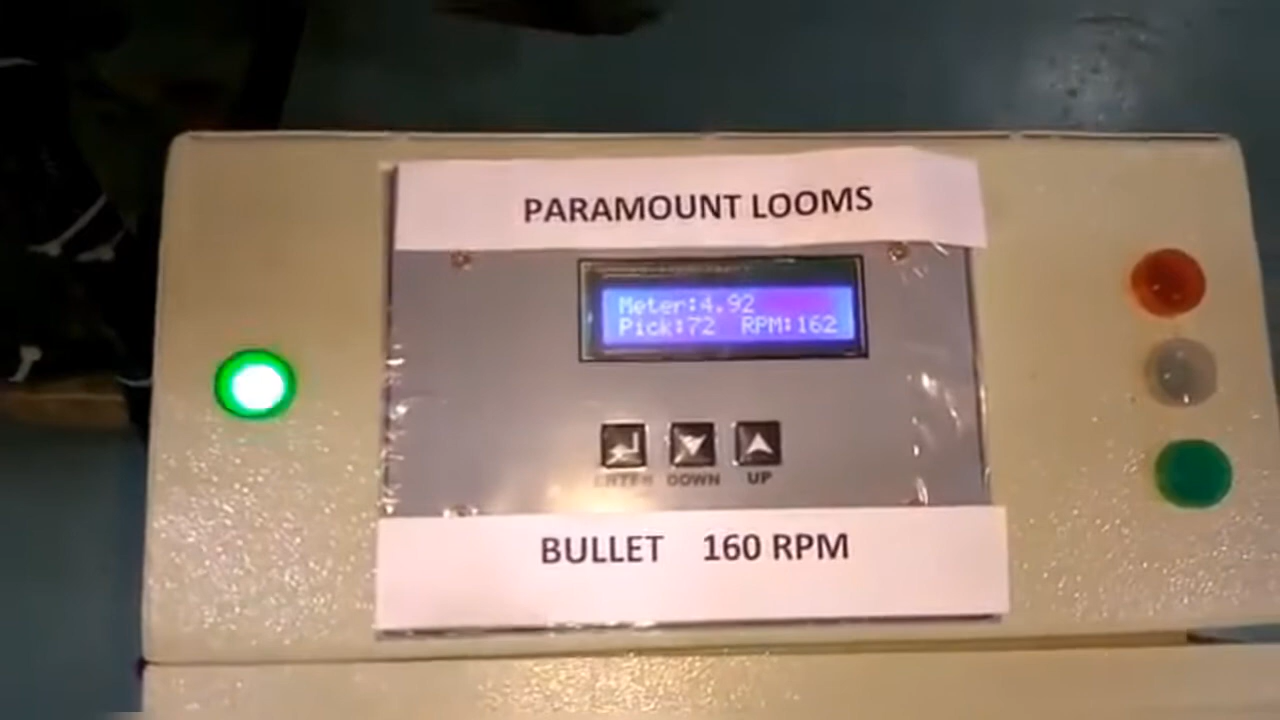 PARAMOUNT LOOMS
Meter:4.92
Pick:72 RPM:162
ENTER DOWN UP
BULLET 160 RPM